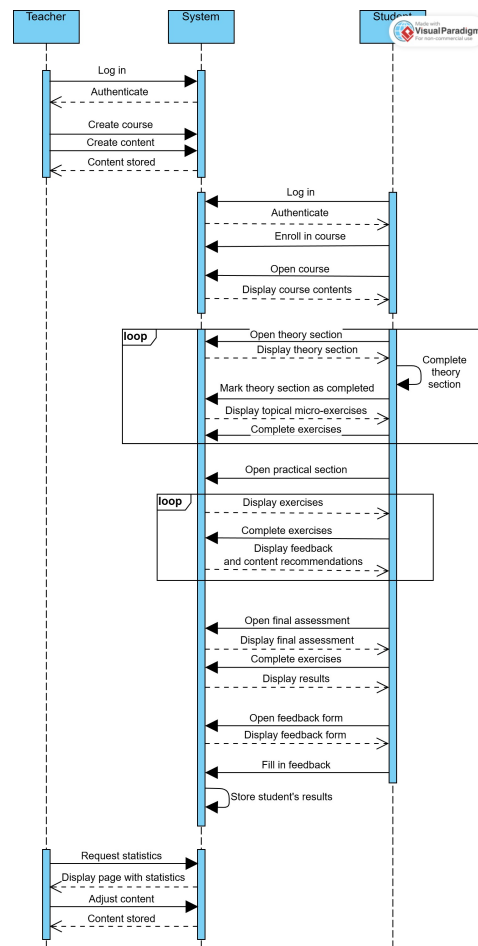 Teacher
System
Student
Made with
Visual Paradigm
For non-commercial use
Log in
Authenticate
Create course
Create content
Content stored
Log in
Authenticate
Enroll in course
Open course
Display course contents
loop
Open theory section
Display theory section
Complete
theory
section
Mark theory section as completed
Display topical micro-exercises
Complete exercises
Open practical section
loop
Display exercises
Complete exercises
Display feedback
and content recommendations
Open final assessment
Display final assessment
Complete exercises
Display results
Open feedback form
Display feedback form
Fill in feedback
Store student's results
Request statistics
Display page with statistics
Adjust content
Content stored